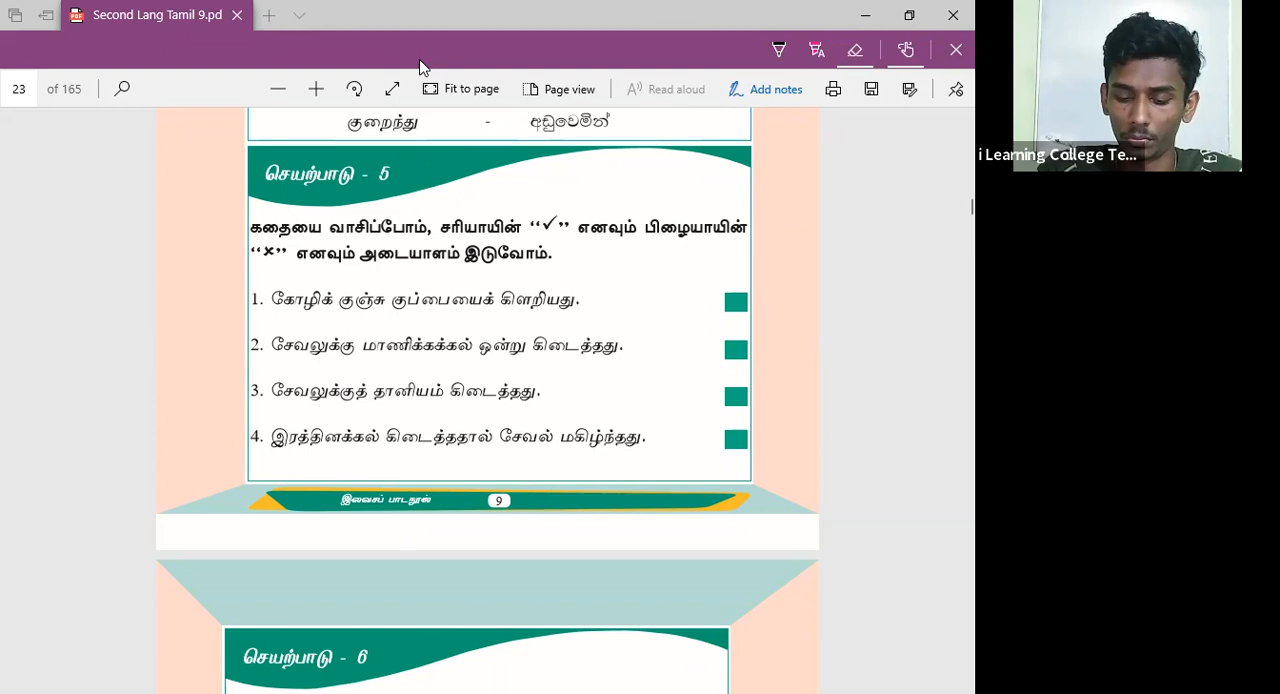 Second Lang Tamil 9.pd
23 of 165
Fit to page
Page view
Read aloud
Add notes
குறைந்து - අඩුවෙමින්
செயற்பாடு - 5
கதையை வாசிப்போம், சரியாயின் “✓” எனவும் பிழையாயின்
“✗” எனவும் அடையாளம் இடுவோம்.
1. கோழிக் குஞ்சு குப்பையைக் கிளறியது.
2. சேவலுக்கு மாணிக்கக்கல் ஒன்று கிடைத்தது.
3. சேவலுக்குத் தானியம் கிடைத்தது.
4. இரத்தினக்கல் கிடைத்ததால் சேவல் மகிழ்ந்தது.
இலவசப் பாடநூல் 9
செயற்பாடு - 6
i Learning College Te...